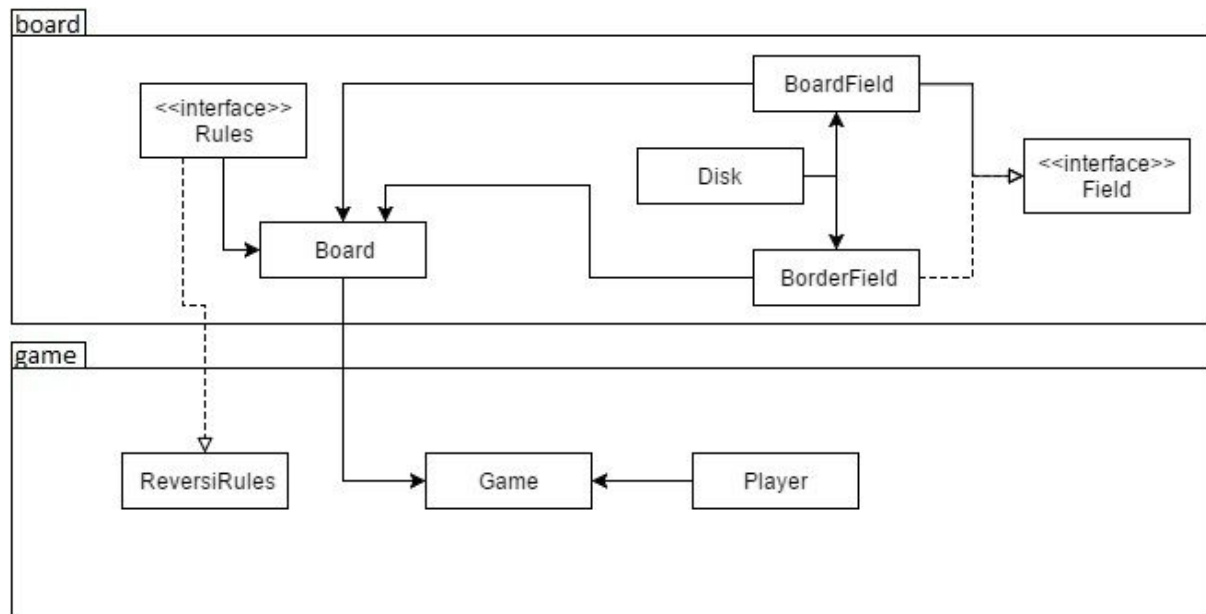 board
<<interface>>
Rules
BoardField
Disk
<<interface>>
Field
Board
BorderField
game
ReversiRules
Game
Player